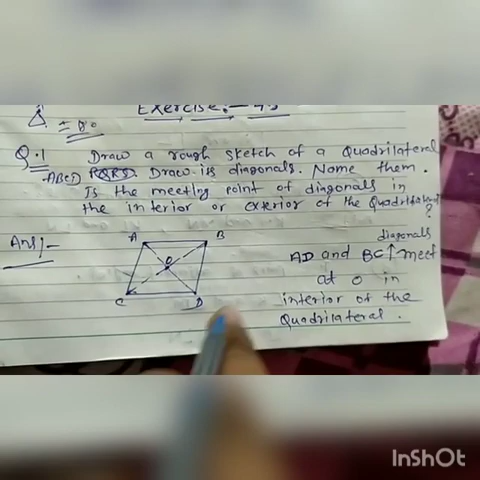 Exercise:-
Q.1 Draw a rough sketch of a Quadrilateral
ABCD. Draw its diagonals. Name them.
Is the meeting point of diagonals in
the interior or exterior of the Quadrilateral?
Ans:-
A
B
O
C
D
diagonals
AD and BC ↑ meet
at O in
interior of the
Quadrilateral.
InShOt